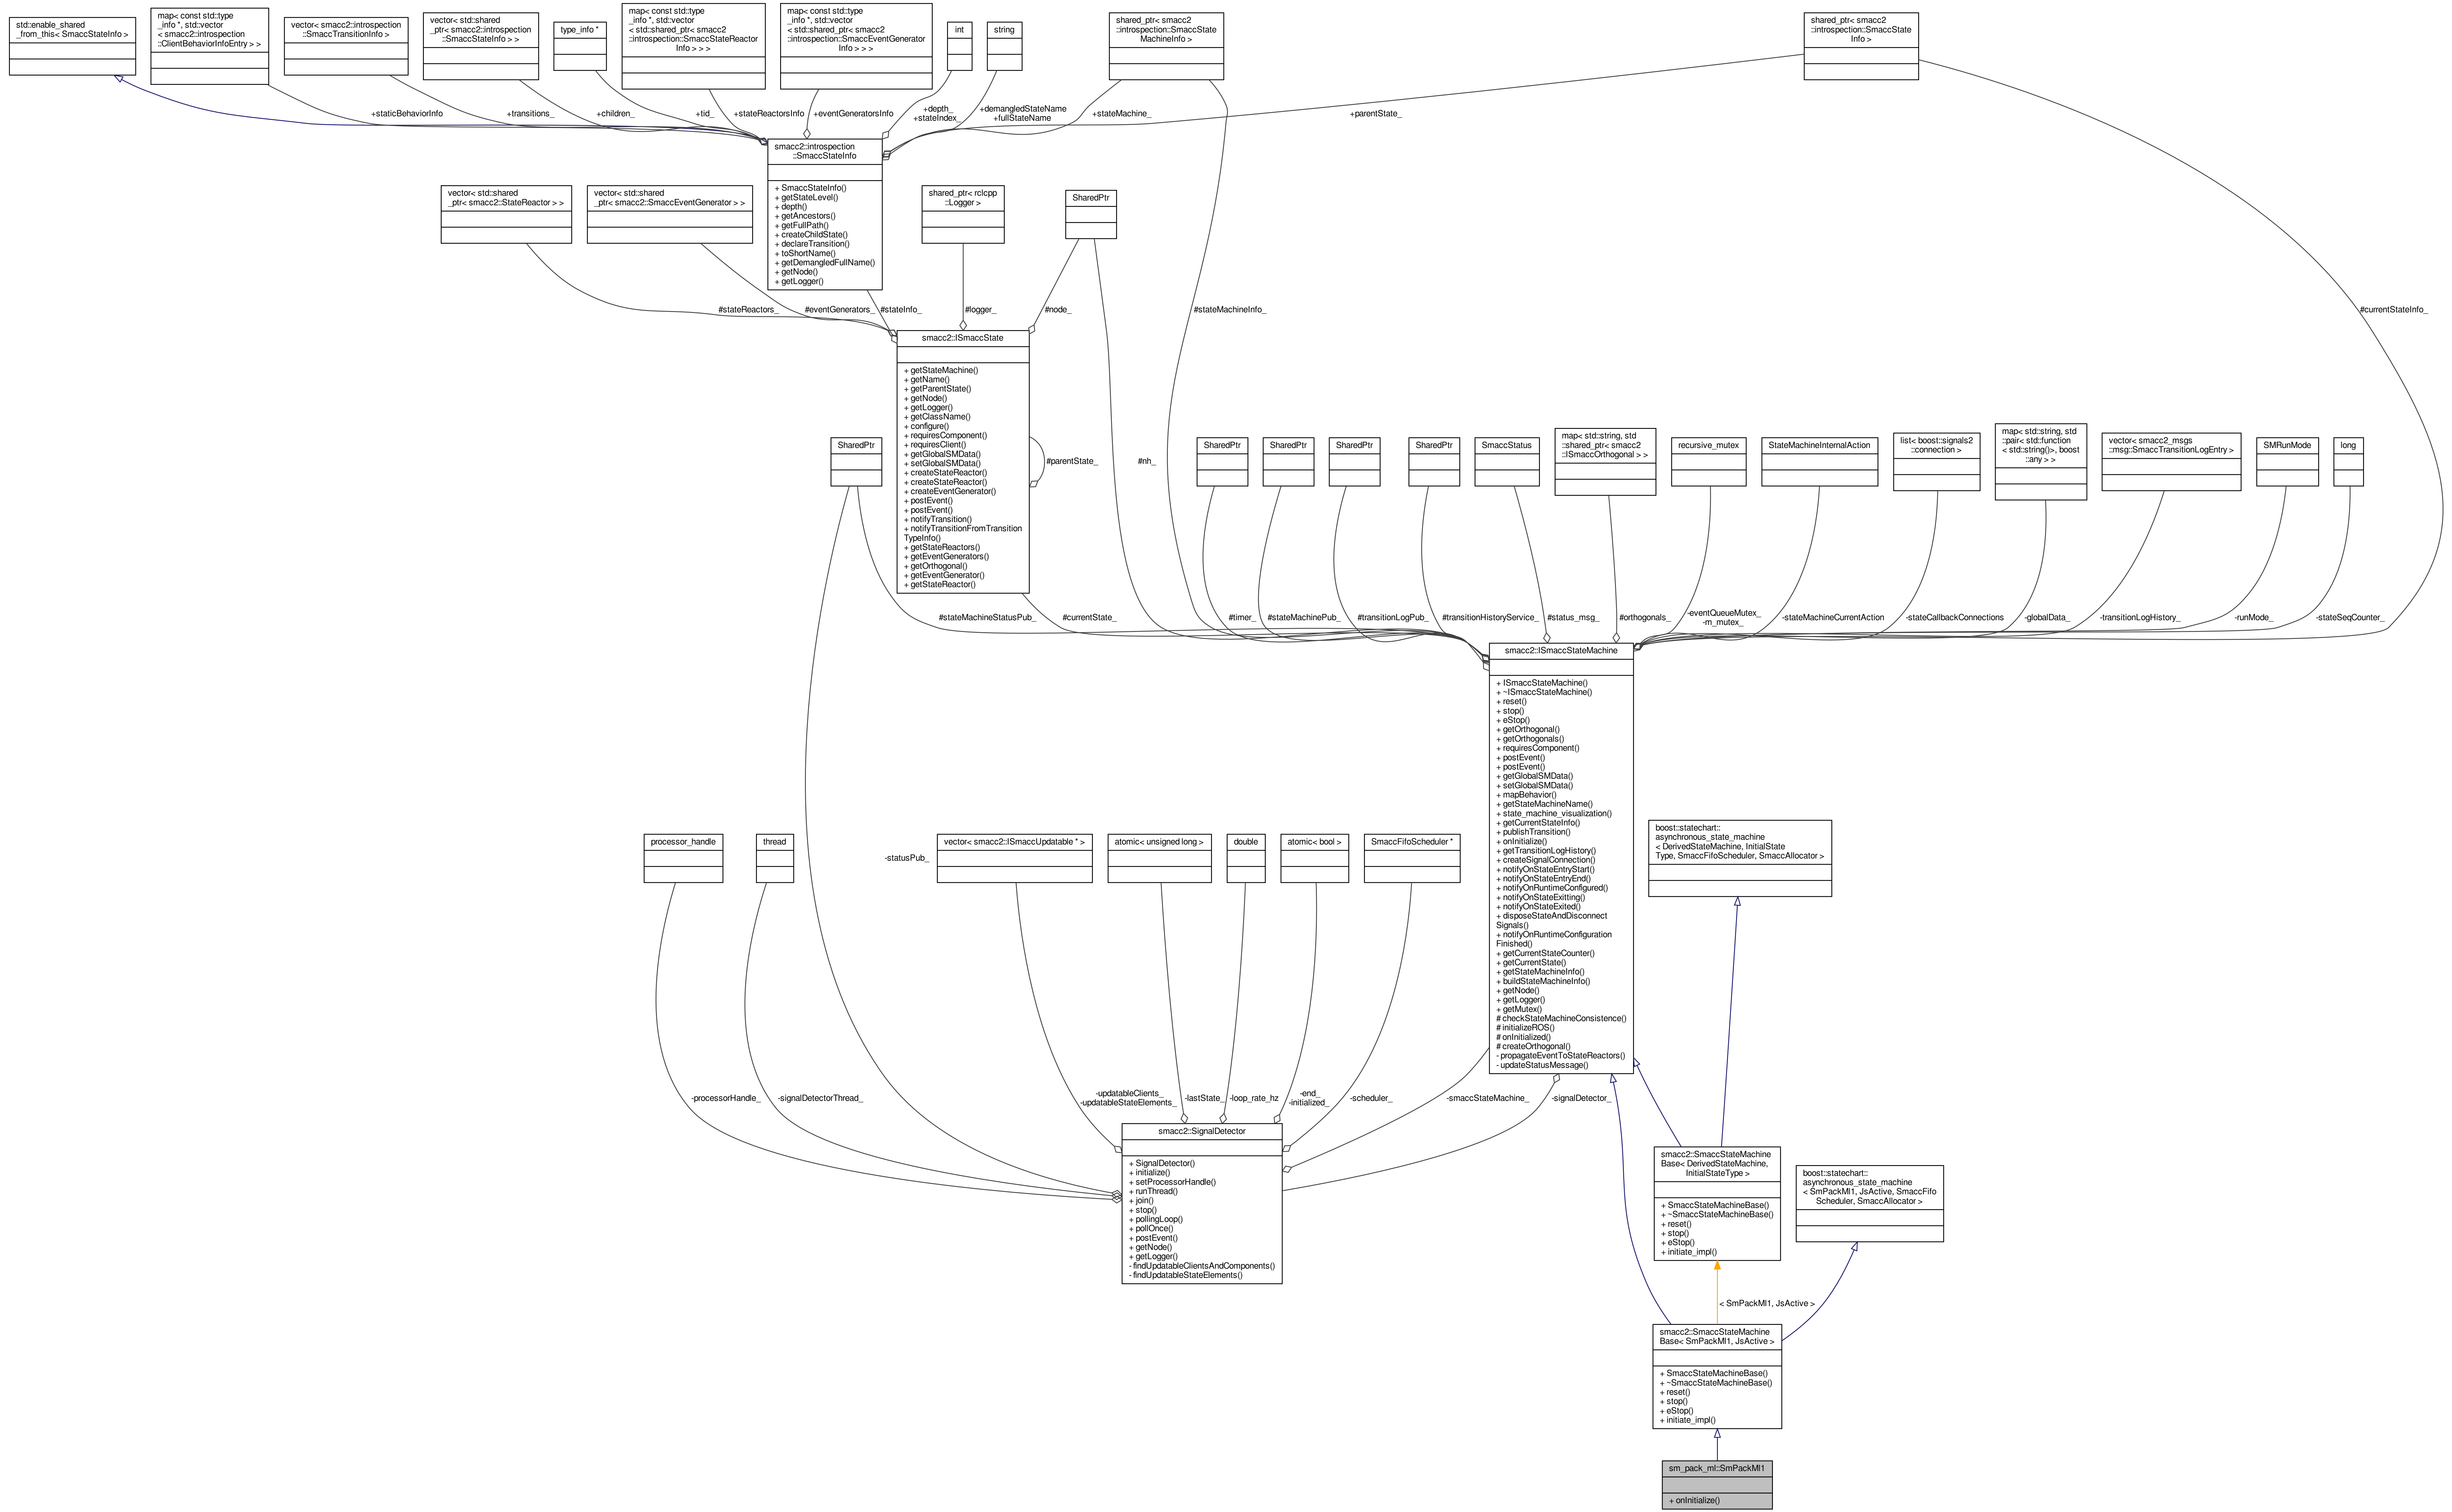 std::enable_shared
_from_this< SmaccStateInfo >
map< const std::type
_info *, std::vector
< smacc2::introspection
::ClientBehaviorInfoEntry > >
vector< smacc2::introspection
::SmaccTransitionInfo >
vector< std::shared
_ptr< smacc2::introspection
::SmaccStateInfo > >
type_info *
map< const std::type
_info *, std::vector
< std::shared_ptr< smacc2
::introspection::SmaccStateReactor
Info > > >
map< const std::type
_info *, std::vector
< std::shared_ptr< smacc2
::introspection::SmaccEventGenerator
Info > > >
int
string
shared_ptr< smacc2
::introspection::SmaccState
MachineInfo >
shared_ptr< smacc2
::introspection::SmaccState
Info >
+staticBehaviorInfo
+transitions_
+children_
+tid_
+stateReactorsInfo
+eventGeneratorsInfo
+depth_
+stateIndex_
+demangledStateName
+fullStateName
+stateMachine_
+parentState_
smacc2::introspection
::SmaccStateInfo
+ SmaccStateInfo()
+ getStateLevel()
+ depth()
+ getAncestors()
+ getFullPath()
+ createChildState()
+ declareTransition()
+ toShortName()
+ getDemangledFullName()
+ getNode()
+ getLogger()
vector< std::shared
_ptr< smacc2::StateReactor > >
vector< std::shared
_ptr< smacc2::SmaccEventGenerator > >
shared_ptr< rclcpp
::Logger >
SharedPtr
#stateReactors_
#eventGenerators_
#stateInfo_
#logger_
#node_
#stateMachineInfo_
#currentStateInfo_
smacc2::ISmaccState
+ getStateMachine()
+ getName()
+ getParentState()
+ getNode()
+ getLogger()
+ getClassName()
+ configure()
+ requiresComponent()
+ requiresClient()
+ getGlobalSMData()
+ setGlobalSMData()
+ createStateReactor()
+ createStateReactor()
+ createEventGenerator()
+ postEvent()
+ postEvent()
+ notifyTransition()
+ notifyTransitionFromTransition
TypeInfo()
+ getStateReactors()
+ getEventGenerators()
+ getOrthogonal()
+ getEventGenerator()
+ getStateReactor()
#parentState_
#nh_
SharedPtr
SharedPtr
SharedPtr
SharedPtr
SharedPtr
SmaccStatus
map< std::string, std
::shared_ptr< smacc2
::ISmaccOrthogonal > >
recursive_mutex
StateMachineInternalAction
list< boost::signals2
::connection >
map< std::string, std
::pair< std::function
< std::string()>, boost
::any > >
vector< smacc2_msgs
::msg::SmaccTransitionLogEntry >
SMRunMode
long
#stateMachineStatusPub_
#currentState_
#timer_
#stateMachinePub_
#transitionLogPub_
#transitionHistoryService_
#status_msg_
#orthogonals_
-eventQueueMutex_
-m_mutex_
-stateMachineCurrentAction
-stateCallbackConnections
-globalData_
-transitionLogHistory_
-runMode_
-stateSeqCounter_
smacc2::ISmaccStateMachine
+ ISmaccStateMachine()
+ ~ISmaccStateMachine()
+ reset()
+ stop()
+ eStop()
+ getOrthogonal()
+ getOrthogonals()
+ requiresComponent()
+ postEvent()
+ postEvent()
+ getGlobalSMData()
+ setGlobalSMData()
+ mapBehavior()
+ getStateMachineName()
+ state_machine_visualization()
+ getCurrentStateInfo()
+ publishTransition()
+ onInitialize()
+ getTransitionLogHistory()
+ createSignalConnection()
+ notifyOnStateEntryStart()
+ notifyOnStateEntryEnd()
+ notifyOnRuntimeConfigured()
+ notifyOnStateExitting()
+ notifyOnStateExited()
+ disposeStateAndDisconnect
Signals()
+ notifyOnRuntimeConfiguration
Finished()
+ getCurrentStateCounter()
+ getCurrentState()
+ getStateMachineInfo()
+ buildStateMachineInfo()
+ getNode()
+ getLogger()
+ getMutex()
# checkStateMachineConsistence()
# initializeROS()
# onInitialized()
# createOrthogonal()
- propagateEventToStateReactors()
- updateStatusMessage()
processor_handle
thread
-statusPub_
vector< smacc2::ISmaccUpdatable * >
atomic< unsigned long >
double
atomic< bool >
SmaccFifoScheduler *
boost::statechart::
asynchronous_state_machine
< DerivedStateMachine, InitialState
Type, SmaccFifoScheduler, SmaccAllocator >
-processorHandle_
-signalDetectorThread_
-updatableClients_
-updatableStateElements_
-lastState_
-loop_rate_hz
-end_
-initialized_
-scheduler_
-smaccStateMachine_
-signalDetector_
smacc2::SignalDetector
+ SignalDetector()
+ initialize()
+ setProcessorHandle()
+ runThread()
+ join()
+ stop()
+ pollingLoop()
+ pollOnce()
+ postEvent()
+ getNode()
+ getLogger()
- findUpdatableClientsAndComponents()
- findUpdatableStateElements()
smacc2::SmaccStateMachine
Base< DerivedStateMachine,
InitialStateType >
+ SmaccStateMachineBase()
+ ~SmaccStateMachineBase()
+ reset()
+ stop()
+ eStop()
+ initiate_impl()
boost::statechart::
asynchronous_state_machine
< SmPackMl1, JsActive, SmaccFifo
Scheduler, SmaccAllocator >
< SmPackMl1, JsActive >
smacc2::SmaccStateMachine
Base< SmPackMl1, JsActive >
+ SmaccStateMachineBase()
+ ~SmaccStateMachineBase()
+ reset()
+ stop()
+ eStop()
+ initiate_impl()
sm_pack_ml::SmPackMl1
+ onInitialize()